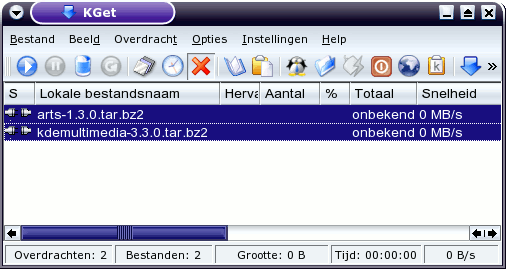 KGet
Bestand Beeld Overdracht Opties Instellingen Help
S Lokale bestandsnaam Herva Aantal % Totaal Snelheid
arts-1.3.0.tar.bz2 onbekend 0 MB/s
kdemultimedia-3.3.0.tar.bz2 onbekend 0 MB/s
Overdrachten: 2 Bestanden: 2 Grootte: 0 B Tijd: 00:00:00 0 B/s